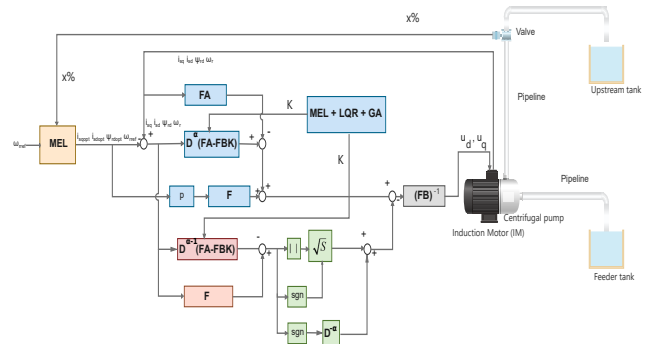 x%
Valve
Upstream tank
i_sq i_sd ψ_rd ω_r
x%
Pipeline
FA
K
MEL + LQR + GA
i_sq i_sd ψ_rd ω_r
ω_rref
MEL
i_sqopt i_sdopt ψ_rdopt ω_rref
-
+
D^α (FA-FBK)
-
+
K
u_d , u_q
Pipeline
p
F
+
+
+
-
(FB)^-1
Centrifugal pump
Induction Motor (IM)
D^α-1 (FA-FBK)
-
+
| |
√S
+
+
Feeder tank
F
sgn
sgn
D^-α